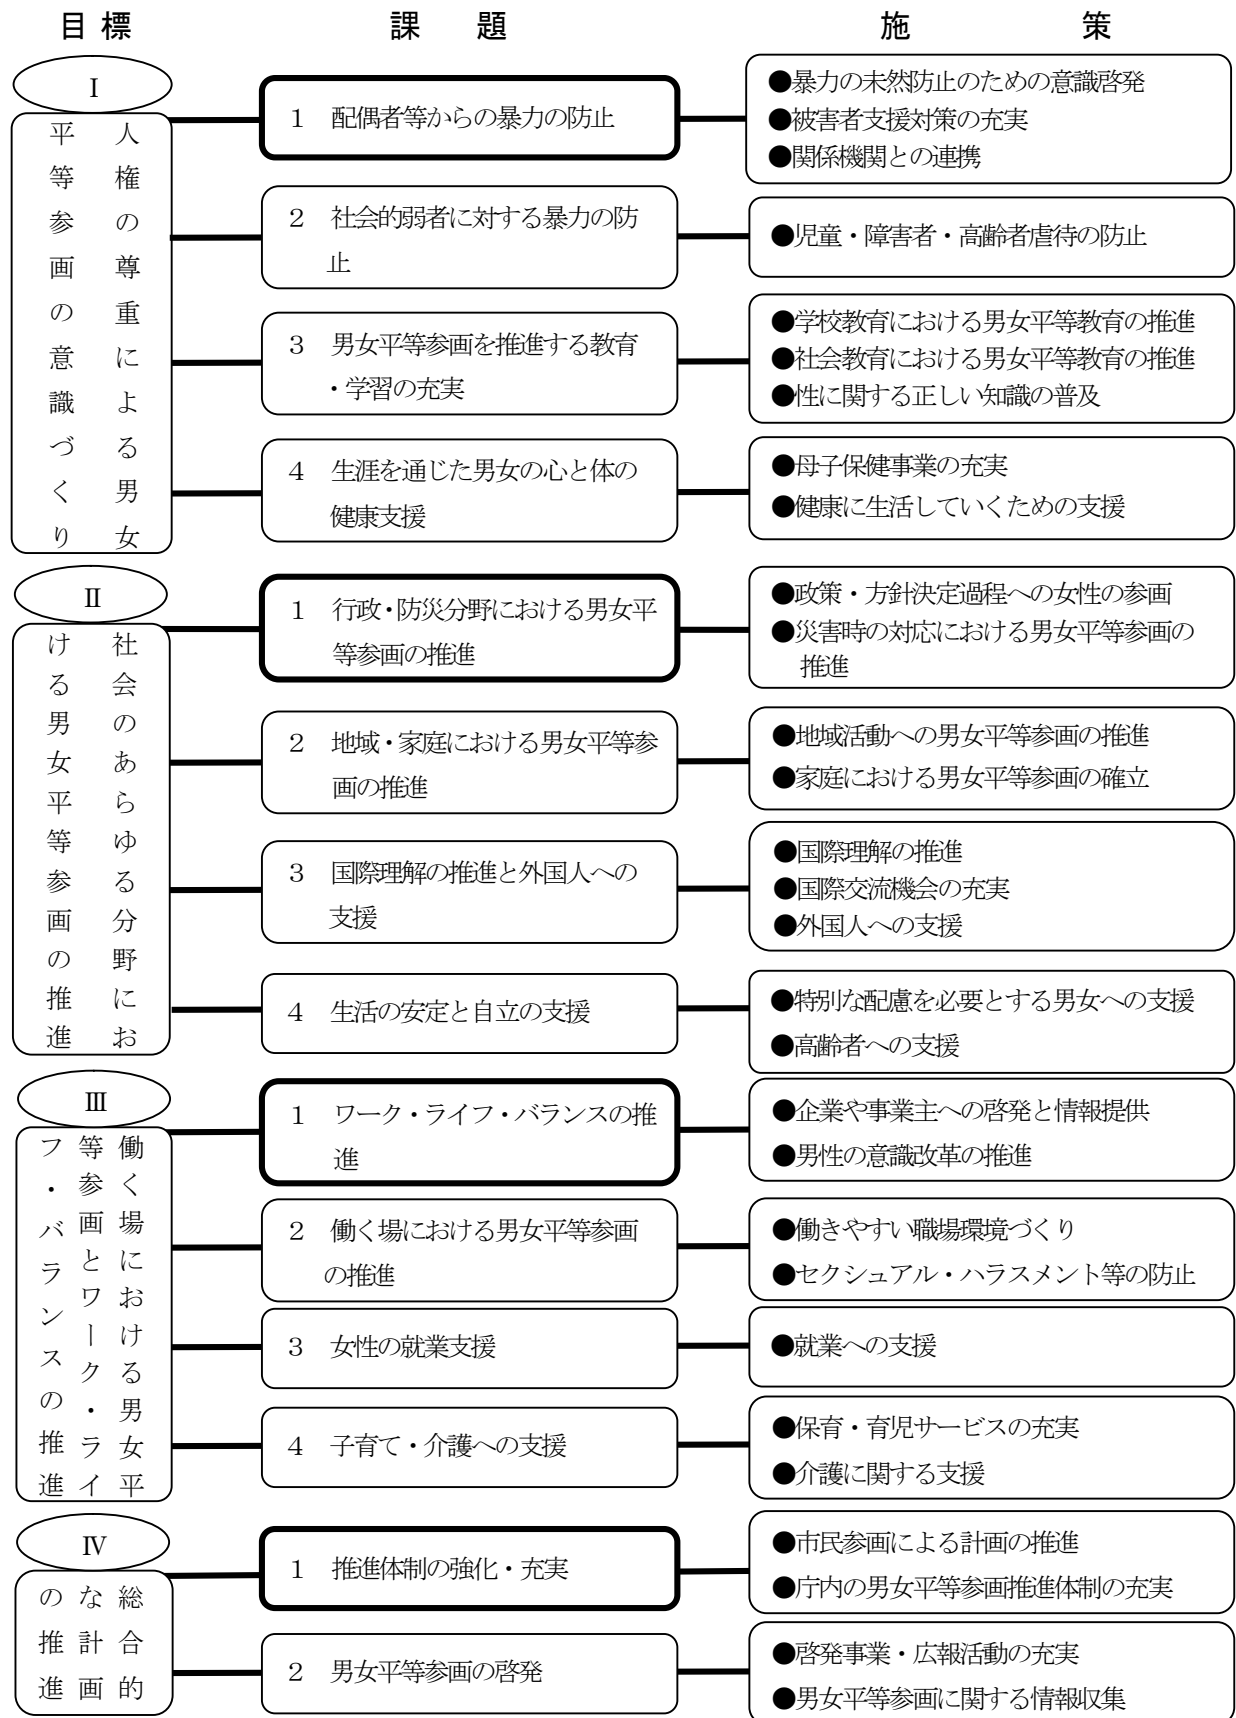 目標　課題　施策
Ⅰ
人権の尊重による男女
平等参画の意識づくり
1　配偶者等からの暴力の防止
●暴力の未然防止のための意識啓発
●被害者支援対策の充実
●関係機関との連携
2　社会的弱者に対する暴力の防
止
●児童・障害者・高齢者虐待の防止
3　男女平等参画を推進する教育
・学習の充実
●学校教育における男女平等教育の推進
●社会教育における男女平等教育の推進
●性に関する正しい知識の普及
4　生涯を通じた男女の心と体の
健康支援
●母子保健事業の充実
●健康に生活していくための支援
Ⅱ
社会のあらゆる分野にお
ける男女平等参画の推進
1　行政・防災分野における男女平
等参画の推進
●政策・方針決定過程への女性の参画
●災害時の対応における男女平等参画の
推進
2　地域・家庭における男女平等参
画の推進
●地域活動への男女平等参画の推進
●家庭における男女平等参画の確立
3　国際理解の推進と外国人への
支援
●国際理解の推進
●国際交流機会の充実
●外国人への支援
4　生活の安定と自立の支援
●特別な配慮を必要とする男女への支援
●高齢者への支援
Ⅲ
働く場における男女平
等参画とワーク・ライ
フ・バランスの推進
1　ワーク・ライフ・バランスの推
進
●企業や事業主への啓発と情報提供
●男性の意識改革の推進
2　働く場における男女平等参画
の推進
●働きやすい職場環境づくり
●セクシュアル・ハラスメント等の防止
3　女性の就業支援
●就業への支援
4　子育て・介護への支援
●保育・育児サービスの充実
●介護に関する支援
Ⅳ
総合的
な計画
の推進
1　推進体制の強化・充実
●市民参画による計画の推進
●庁内の男女平等参画推進体制の充実
2　男女平等参画の啓発
●啓発事業・広報活動の充実
●男女平等参画に関する情報収集